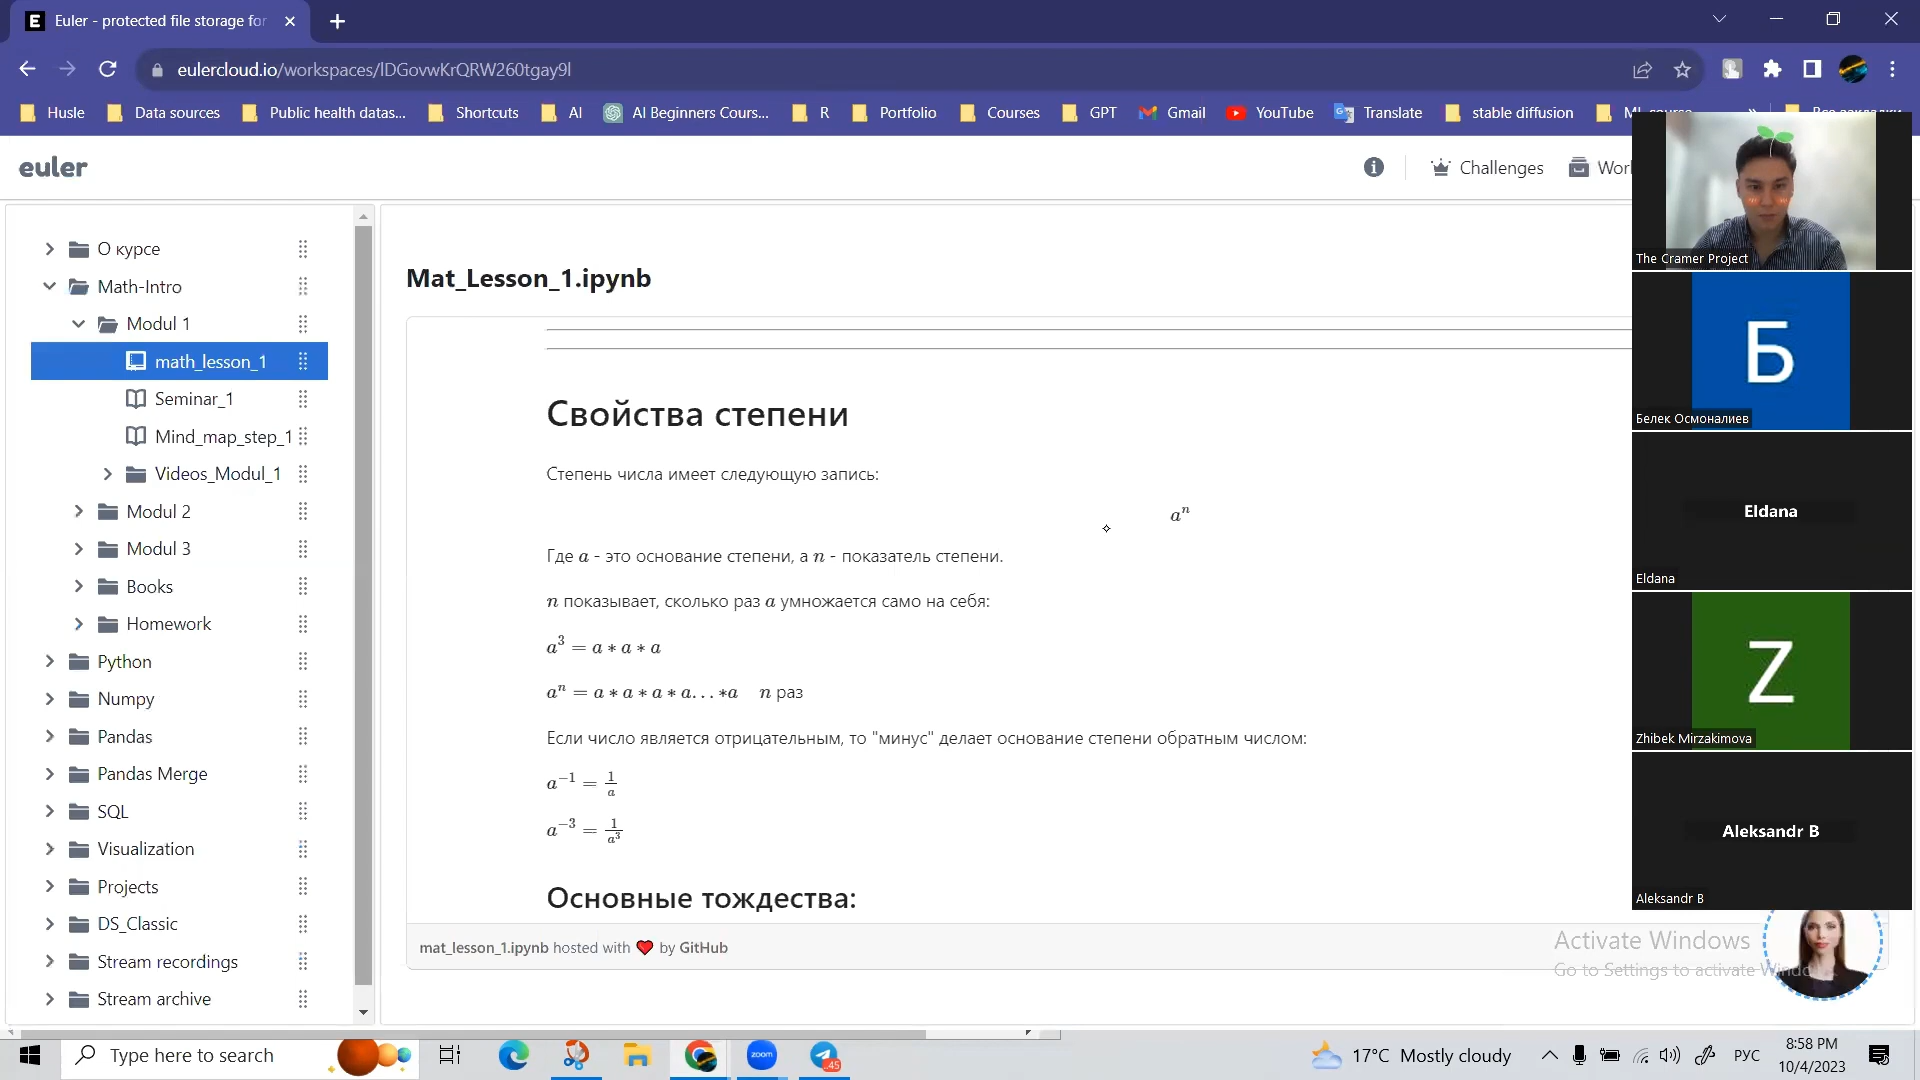 Euler - protected file storage for
eulercloud.io/workspaces/lDGovwKrQRW260tgay9l
Husle
Data sources
Public health datas...
Shortcuts
AI
AI Beginners Cours...
R
Portfolio
Courses
GPT
Gmail
YouTube
Translate
stable diffusion
euler
Challenges
О курсе
Math-Intro
Modul 1
math_lesson_1
Seminar_1
Mind_map_step_1
Videos_Modul_1
Modul 2
Modul 3
Books
Homework
Python
Numpy
Pandas
Pandas Merge
SQL
Visualization
Projects
DS_Classic
Stream recordings
Stream archive
Mat_Lesson_1.ipynb
Свойства степени
Степень числа имеет следующую запись:
aⁿ
Где a - это основание степени, а n - показатель степени.
n показывает, сколько раз a умножается само на себя:
a³ = a ∗ a ∗ a
aⁿ = a ∗ a ∗ a ∗ a. . . ∗a n раз
Если число является отрицательным, то "минус" делает основание степени обратным числом:
a⁻¹ = 1/a
a⁻³ = 1/a³
Основные тождества:
mat_lesson_1.ipynb hosted with ❤ by GitHub
The Cramer Project
Б
Белек Осмоналиев
Eldana
Eldana
Z
Zhibek Mirzakimova
Aleksandr B
Aleksandr B
Activate Windows
Go to Settings to activate
Type here to search
zoom
45
17°C Mostly cloudy
РУС
8:58 PM
10/4/2023